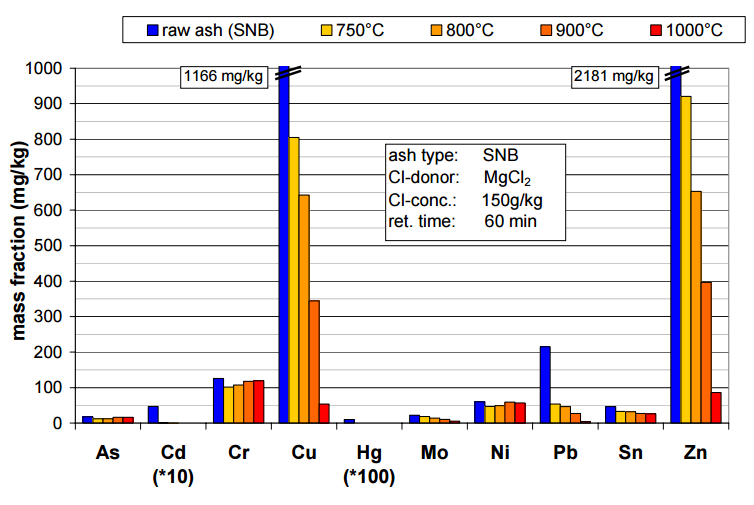 raw ash (SNB) 750°C 800°C 900°C 1000°C
mass fraction (mg/kg)
1000
900
800
700
600
500
400
300
200
100
0
1166 mg/kg
2181 mg/kg
ash type: SNB
Cl-donor: MgCl₂
Cl-conc.: 150g/kg
ret. time: 60 min
As Cd Cr Cu Hg Mo Ni Pb Sn Zn
(*10) (*100)